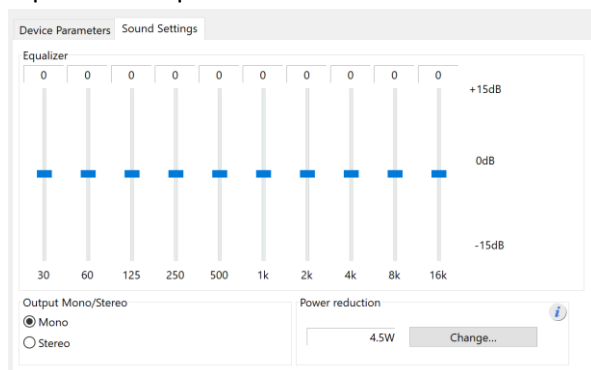 Device Parameters Sound Settings
Equalizer
0 0 0 0 0 0 0 0 0 0
+15dB
0dB
-15dB
30 60 125 250 500 1k 2k 4k 8k 16k
Output Mono/Stereo Power reduction
i
Mono
4.5W Change...
Stereo